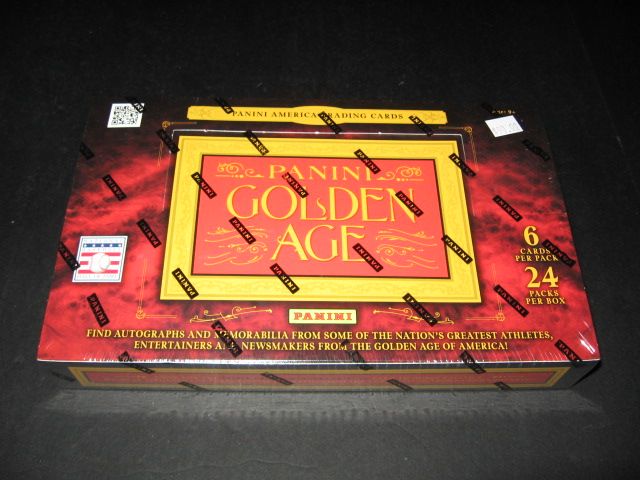 PANINI AMERICA TRADING CARDS
PANINI
GOLDEN
AGE
6
CARDS
PER PACK
24
PACKS
PER BOX
PANINI
FIND AUTOGRAPHS AND MEMORABILIA FROM SOME OF THE NATION'S GREATEST ATHLETES,
ENTERTAINERS AND NEWSMAKERS FROM THE GOLDEN AGE OF AMERICA!